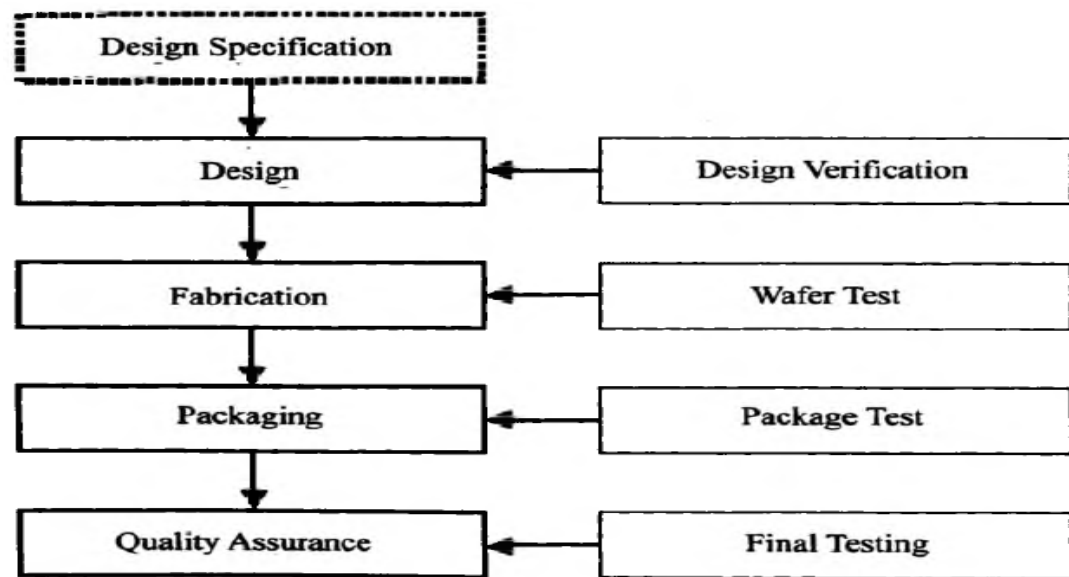 Design Specification
Design
Design Verification
Fabrication
Wafer Test
Packaging
Package Test
Quality Assurance
Final Testing